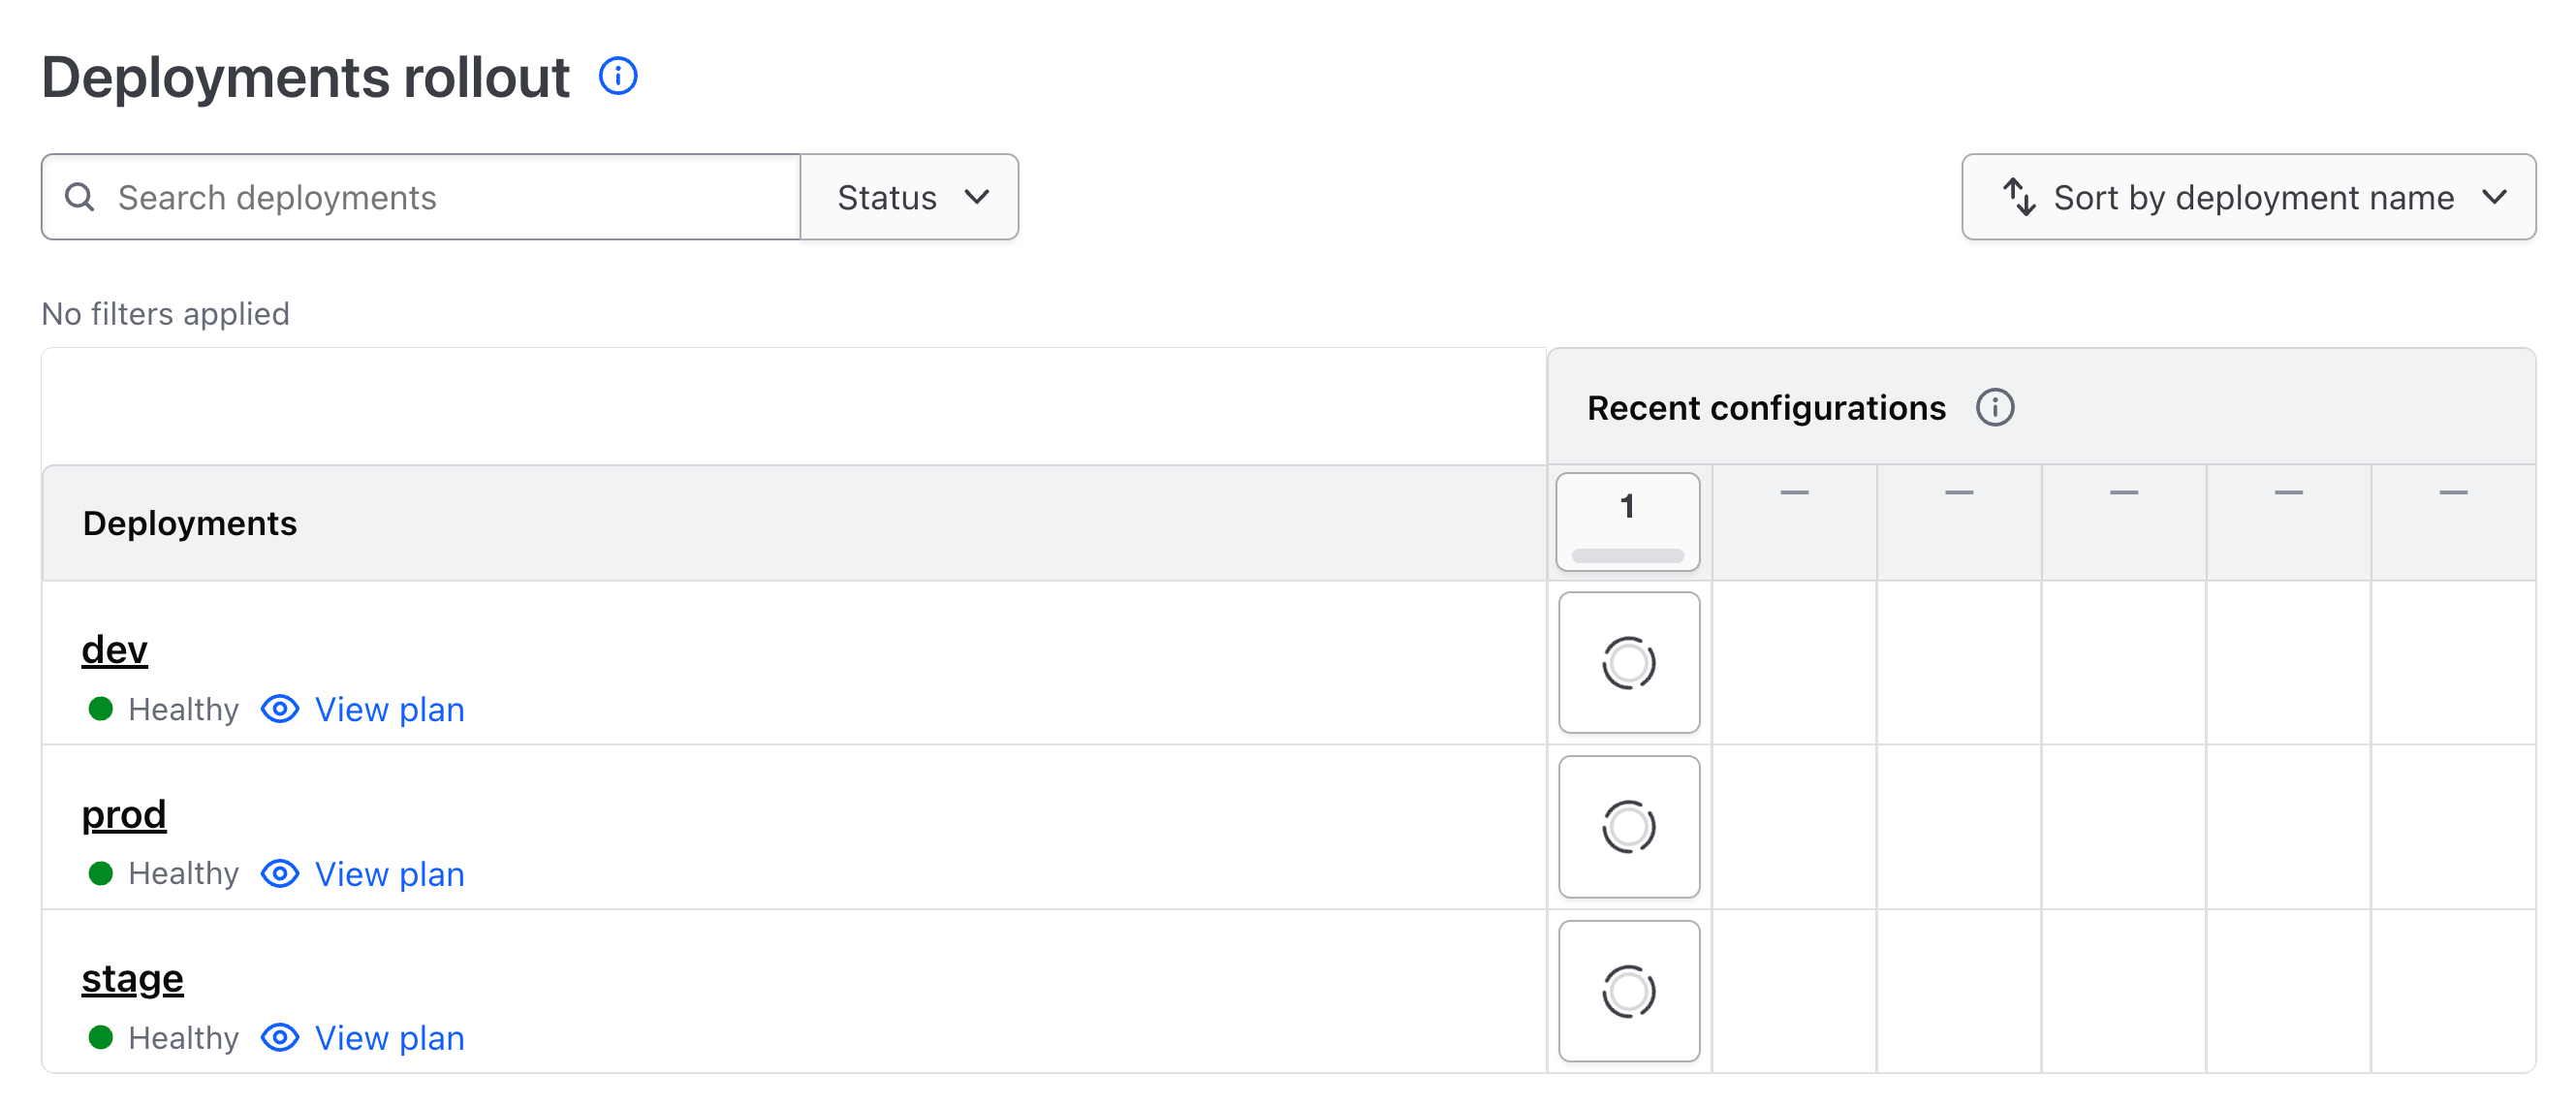 Deployments rollout
Search deployments
Status
Sort by deployment name
No filters applied
Recent configurations
Deployments
1
— — — — —
dev
Healthy View plan
prod
Healthy View plan
stage
Healthy View plan